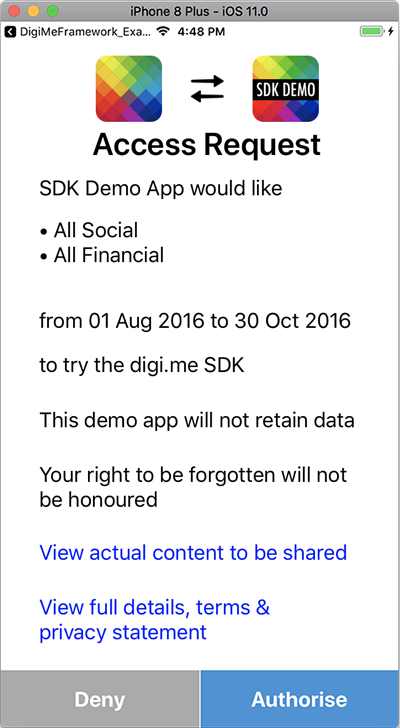 iPhone 8 Plus - iOS 11.0
DigiMeFramework_Exa... 4:48 PM
SDK DEMO
Access Request
SDK Demo App would like
• All Social
• All Financial
from 01 Aug 2016 to 30 Oct 2016
to try the digi.me SDK
This demo app will not retain data
Your right to be forgotten will not
be honoured
View actual content to be shared
View full details, terms &
privacy statement
Deny Authorise